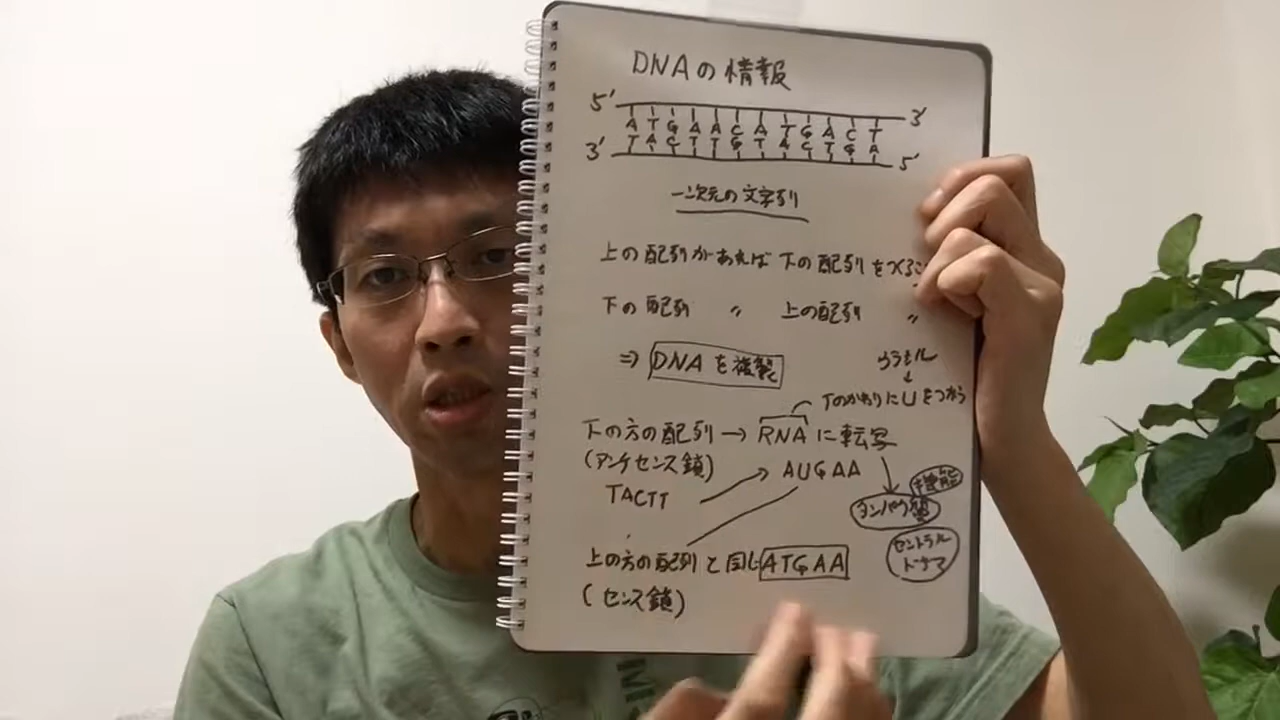 DNAの情報
5' 3'
A T G A A C A T G A C T
T A C T T G T A C T G A
3' 5'
一次元の文字列
上の配列があれば 下の配列をつくるこ
下の配列 〃 上の配列 〃
⇒ DNAを複製
ウラシル
↓
Tのかわりに U をつかう
下の方の配列 → RNA に転写
(アンチセンス鎖) → AUGAA
TACTT
機能
タンパク質
セントラル
ドグマ
上の方の配列と同じ ATGAA
(センス鎖)